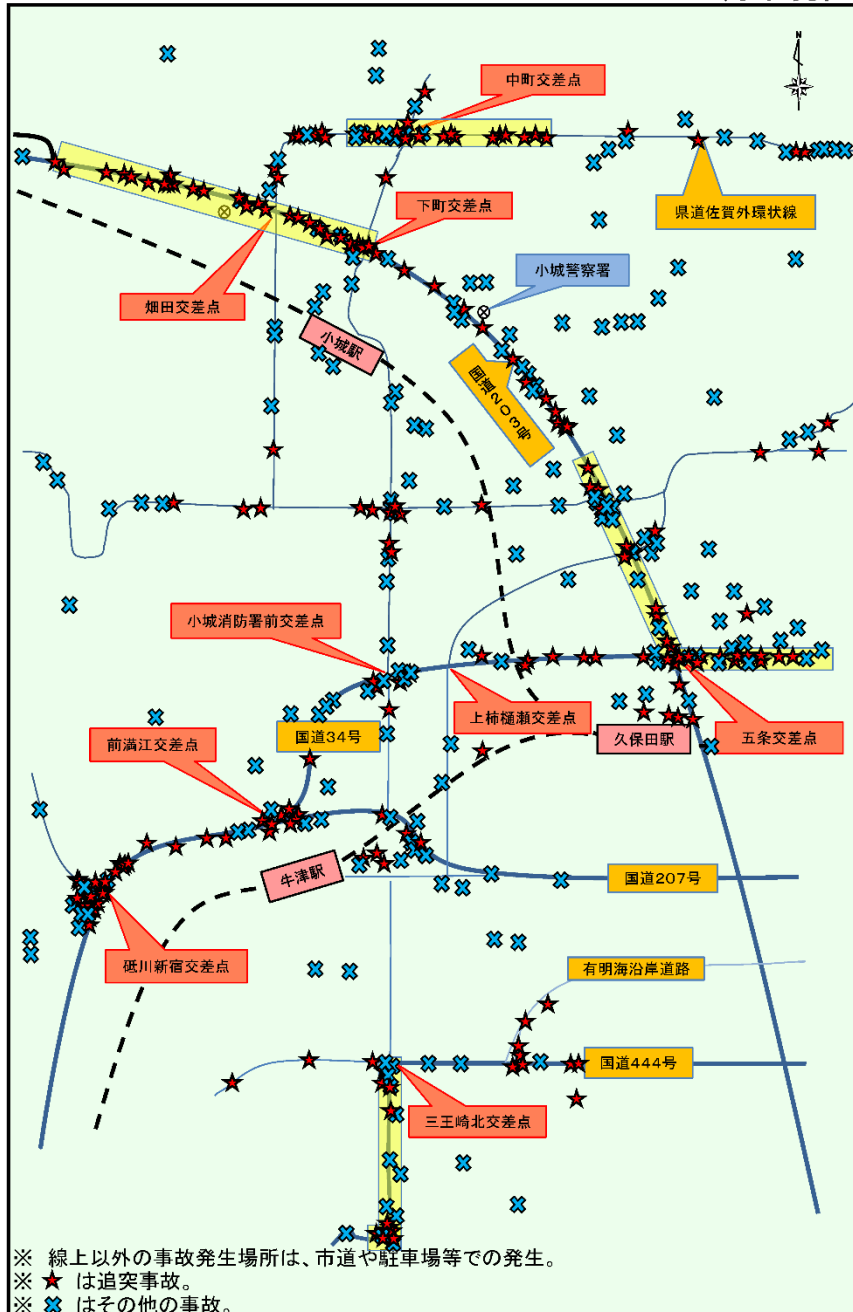 N
中町交差点
県道佐賀外環状線
下町交差点
小城警察署
畑田交差点
小城駅
国道203号
小城消防署前交差点
上柿樋瀬交差点
五条交差点
久保田駅
国道34号
前満江交差点
牛津駅
国道207号
砥川新宿交差点
有明海沿岸道路
国道444号
三王崎北交差点
※ 線上以外の事故発生場所は、市道や駐車場等での発生。
※ ★ は追突事故。
※ ✖ はその他の事故。